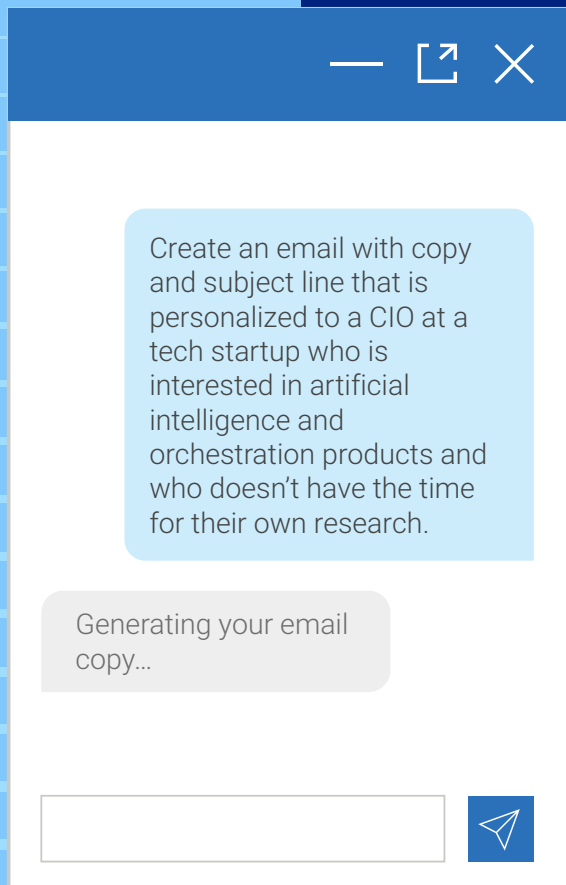 Create an email with copy
and subject line that is
personalized to a CIO at a
tech startup who is
interested in artificial
intelligence and
orchestration products and
who doesn’t have the time
for their own research.
Generating your email
copy…